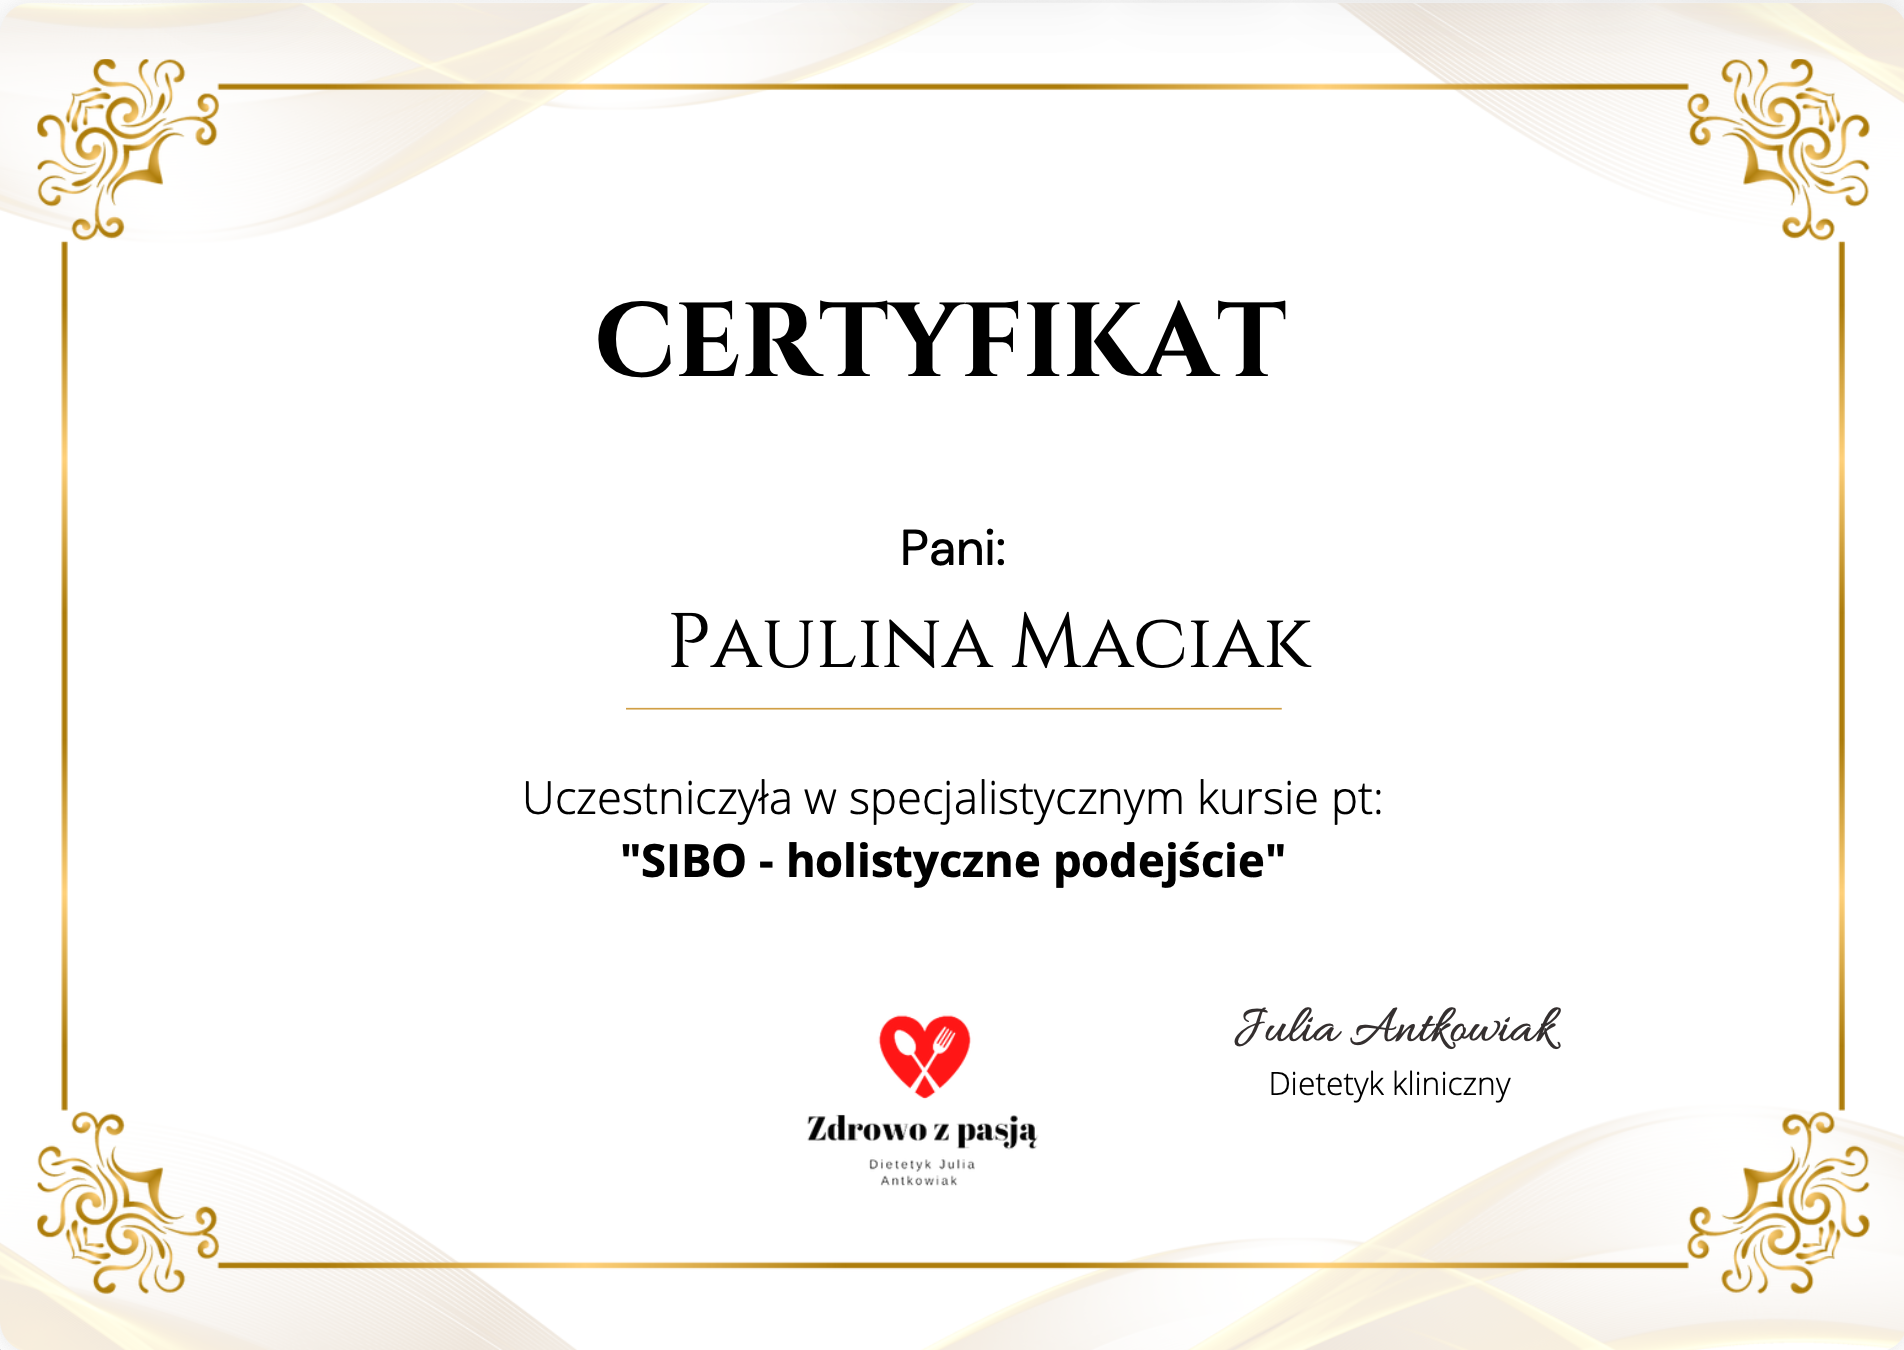 CERTYFIKAT
Pani:
Paulina Maciak
Uczestniczyła w specjalistycznym kursie pt:
"SIBO - holistyczne podejście"
Julia Antkowiak
Dietetyk kliniczny
Zdrowo z pasją
Dietetyk Julia
Antkowiak